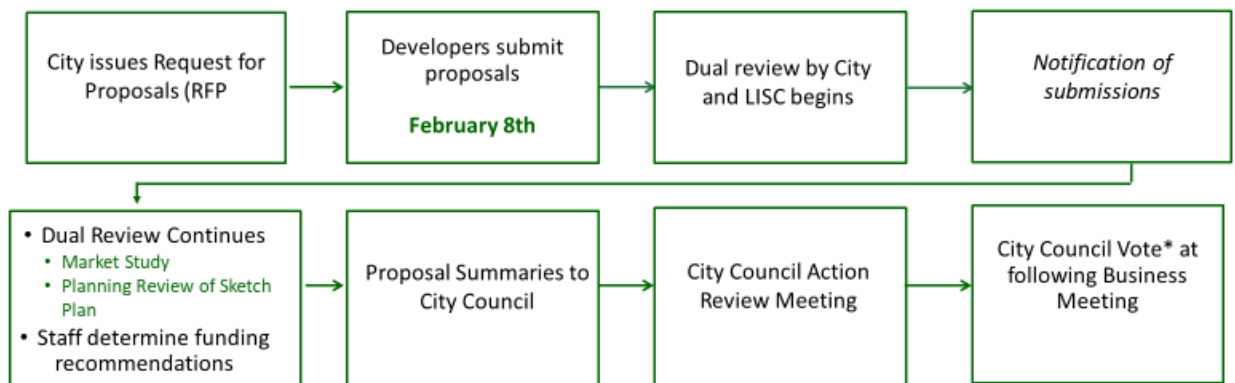 City issues Request for
Proposals (RFP
Developers submit
proposals
February 8th
Dual review by City
and LISC begins
Notification of
submissions
• Dual Review Continues
• Market Study
• Planning Review of Sketch
Plan
• Staff determine funding
recommendations
Proposal Summaries to
City Council
City Council Action
Review Meeting
City Council Vote* at
following Business
Meeting